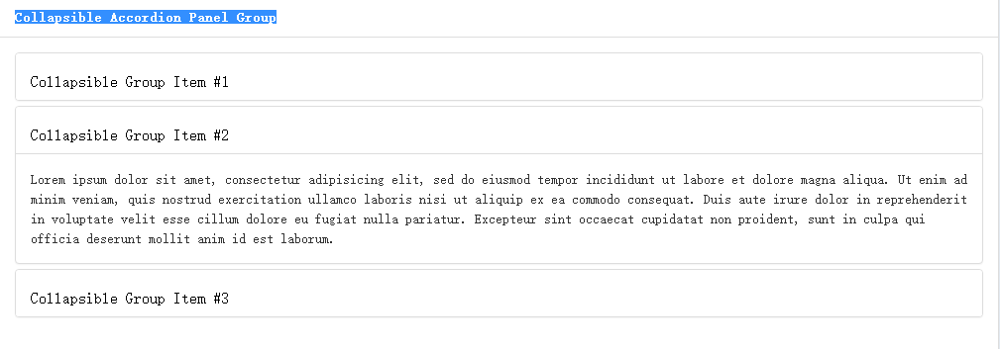 Collapsible Accordion Panel Group
Collapsible Group Item #1
Collapsible Group Item #2
Lorem ipsum dolor sit amet, consectetur adipisicing elit, sed do eiusmod tempor incididunt ut labore et dolore magna aliqua. Ut enim ad
minim veniam, quis nostrud exercitation ullamco laboris nisi ut aliquip ex ea commodo consequat. Duis aute irure dolor in reprehenderit
in voluptate velit esse cillum dolore eu fugiat nulla pariatur. Excepteur sint occaecat cupidatat non proident, sunt in culpa qui
officia deserunt mollit anim id est laborum.
Collapsible Group Item #3